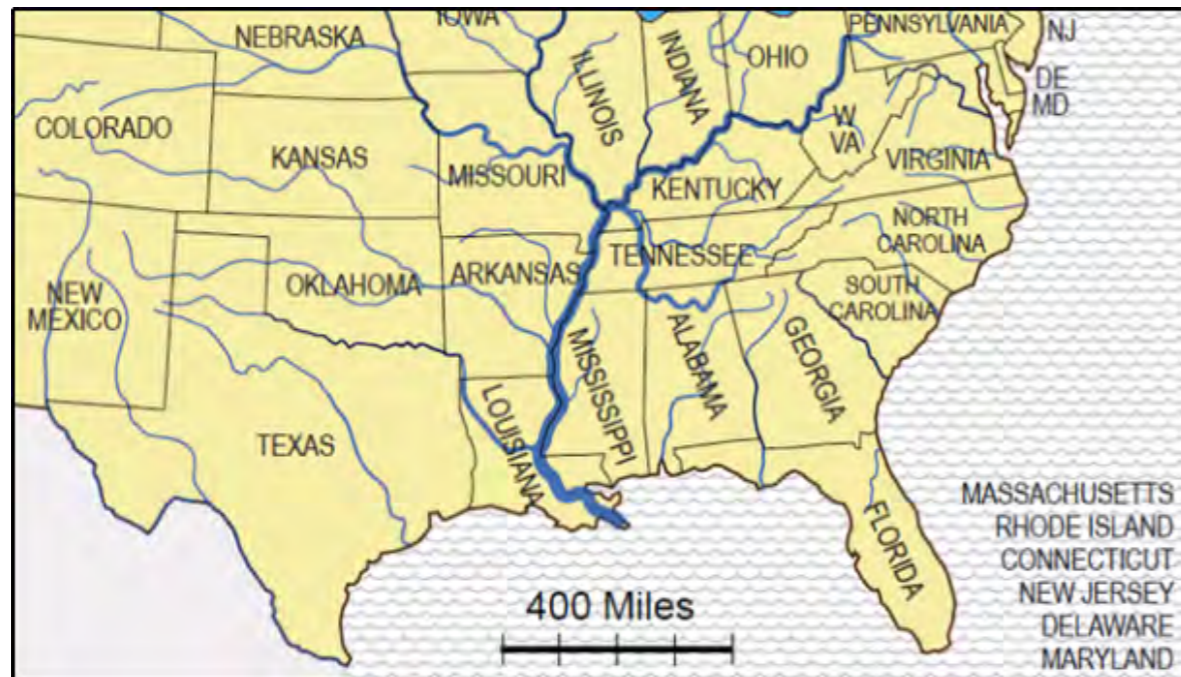 IOWA
PENNSYLVANIA
NJ
NEBRASKA
ILLINOIS
INDIANA
OHIO
DE
MD
COLORADO
KANSAS
MISSOURI
W
VA
VIRGINIA
KENTUCKY
NORTH
CAROLINA
TENNESSEE
ARKANSAS
OKLAHOMA
NEW
MEXICO
SOUTH
CAROLINA
MISSISSIPPI
ALABAMA
GEORGIA
LOUISIANA
TEXAS
FLORIDA
MASSACHUSETTS
RHODE ISLAND
CONNECTICUT
NEW JERSEY
DELAWARE
MARYLAND
400 Miles